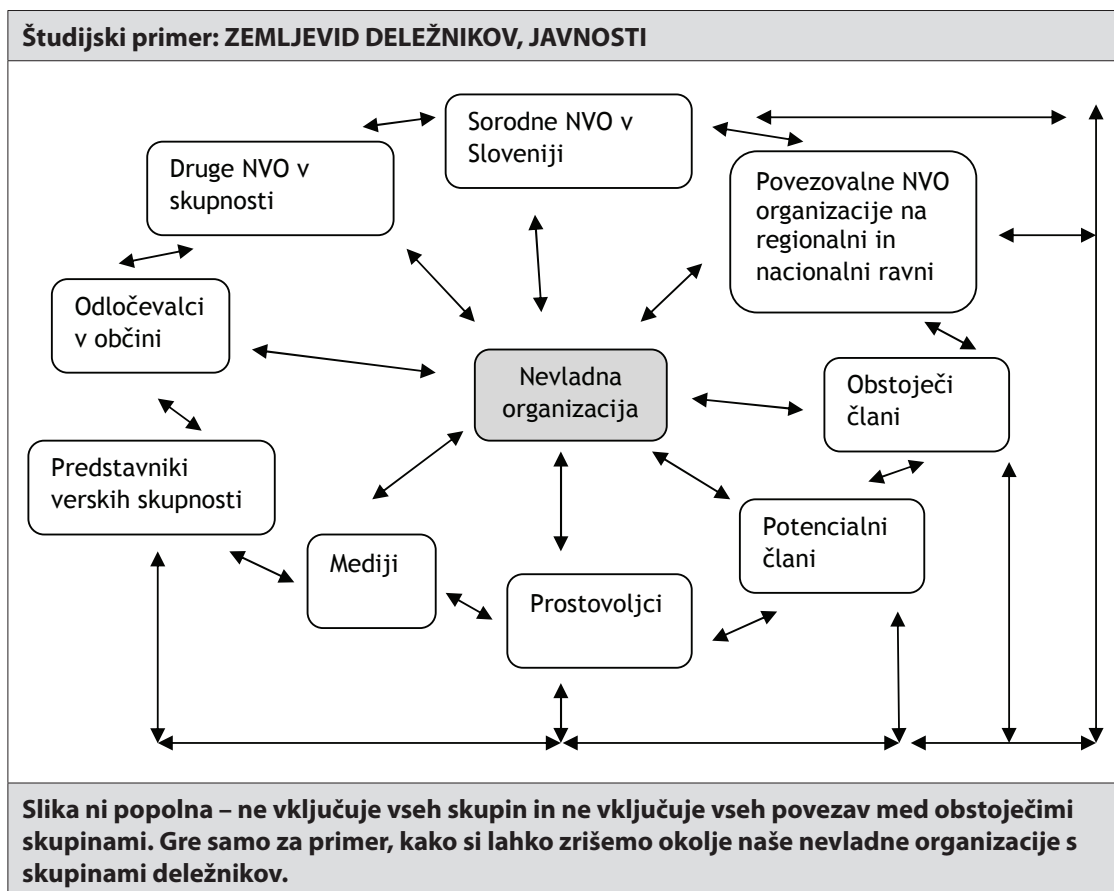 Študijski primer: ZEMLJEVID DELEŽNIKOV, JAVNOSTI
Sorodne NVO v
Sloveniji
Druge NVO v
skupnosti
Povezovalne NVO
organizacije na
regionalni in
nacionalni ravni
Odločevalci
v občini
Nevladna
organizacija
Obstoječi
člani
Predstavniki
verskih skupnosti
Potencialni
člani
Mediji
Prostovoljci
Slika ni popolna – ne vključuje vseh skupin in ne vključuje vseh povezav med obstoječimi
skupinami. Gre samo za primer, kako si lahko zrišemo okolje naše nevladne organizacije s
skupinami deležnikov.